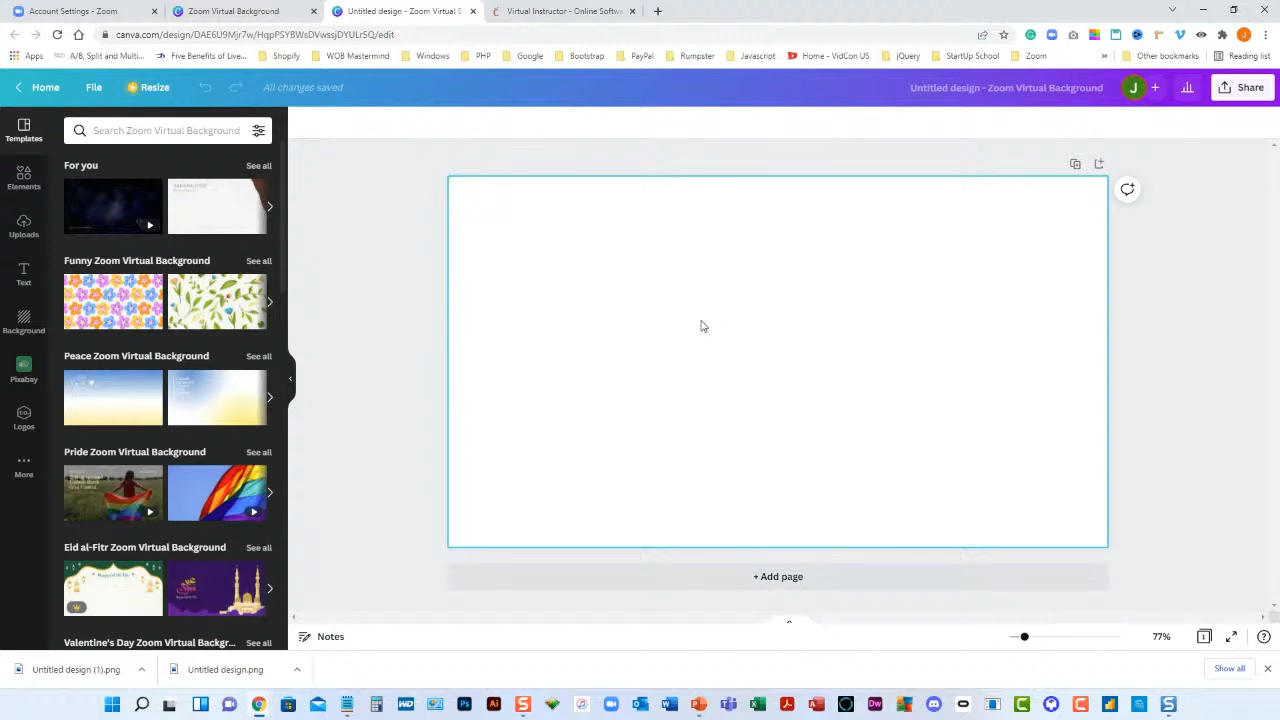 Account Settings - Zoom
Zoom Virtual Background
Untitled design - Zoom Virtual E
Virtual Instructor - Online Softwa
canva.com/design/DAE6U9Mjr7w/HqpPSYBWsDVwssjDYULrSQ/edit
Apps
A/B, Split and Multi...
Five Benefits of Live...
Shopify
WOB Mastermind
Windows
PHP
Google
Bootstrap
PayPal
Rumpster
Javascript
Home - VidCon US
jQuery
StartUp School
Zoom
»
Other bookmarks
Reading list
Home
File
Resize
All changes saved
Untitled design - Zoom Virtual Background
J
+
Share
Templates
Elements
Uploads
Text
Background
Pixabay
Logos
More
Search Zoom Virtual Background
For you
See all
Funny Zoom Virtual Background
See all
Peace Zoom Virtual Background
See all
Pride Zoom Virtual Background
See all
Eid al-Fitr Zoom Virtual Background
See all
Valentine's Day Zoom Virtual Backgr...
See all
+ Add page
Notes
77%
1
Untitled design (1).png
Untitled design.png
Show all